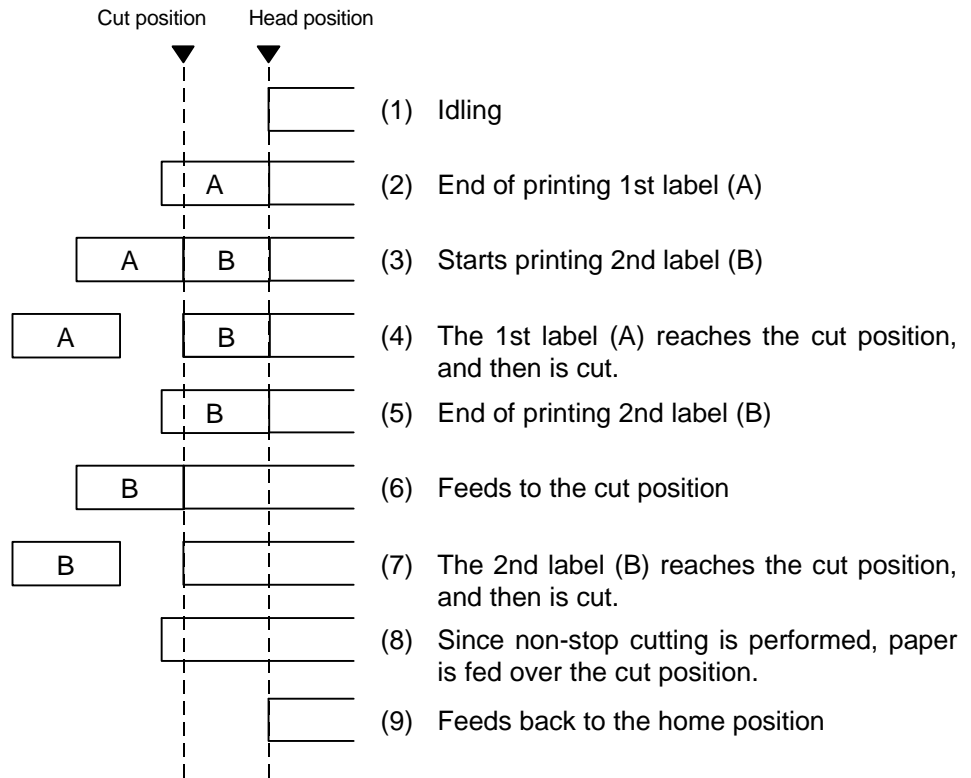 Cut position Head position
(1) Idling
A (2) End of printing 1st label (A)
A B (3) Starts printing 2nd label (B)
A B (4) The 1st label (A) reaches the cut position,
and then is cut.
B (5) End of printing 2nd label (B)
B (6) Feeds to the cut position
B (7) The 2nd label (B) reaches the cut position,
and then is cut.
(8) Since non-stop cutting is performed, paper
is fed over the cut position.
(9) Feeds back to the home position